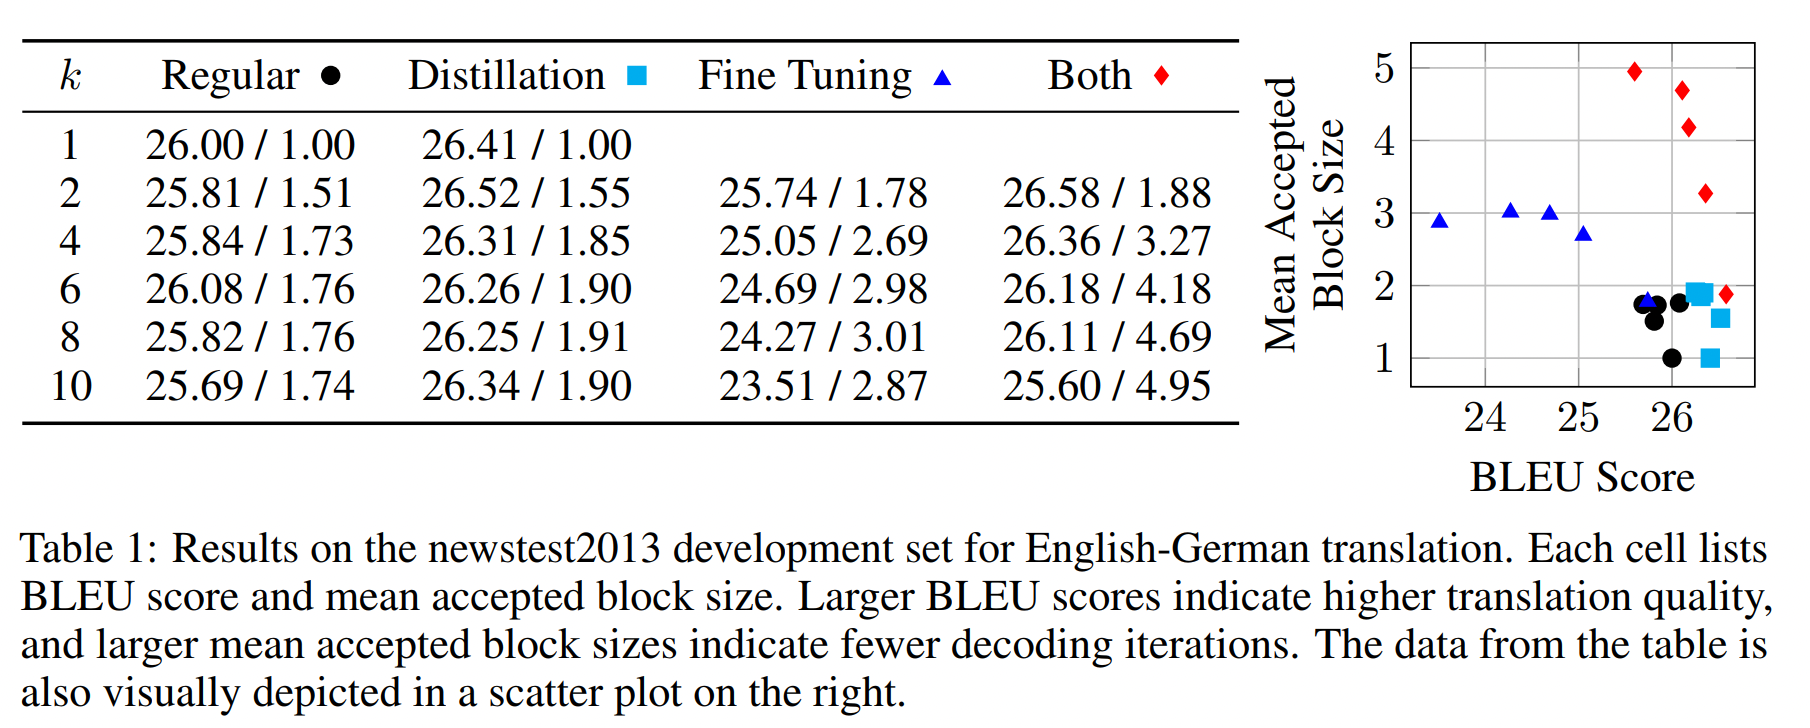 k Regular Distillation Fine Tuning Both
1 26.00 / 1.00 26.41 / 1.00
2 25.81 / 1.51 26.52 / 1.55 25.74 / 1.78 26.58 / 1.88
4 25.84 / 1.73 26.31 / 1.85 25.05 / 2.69 26.36 / 3.27
6 26.08 / 1.76 26.26 / 1.90 24.69 / 2.98 26.18 / 4.18
8 25.82 / 1.76 26.25 / 1.91 24.27 / 3.01 26.11 / 4.69
10 25.69 / 1.74 26.34 / 1.90 23.51 / 2.87 25.60 / 4.95
Mean Accepted
Block Size
5
4
3
2
1
24 25 26
BLEU Score
Table 1: Results on the newstest2013 development set for English-German translation. Each cell lists
BLEU score and mean accepted block size. Larger BLEU scores indicate higher translation quality,
and larger mean accepted block sizes indicate fewer decoding iterations. The data from the table is
also visually depicted in a scatter plot on the right.